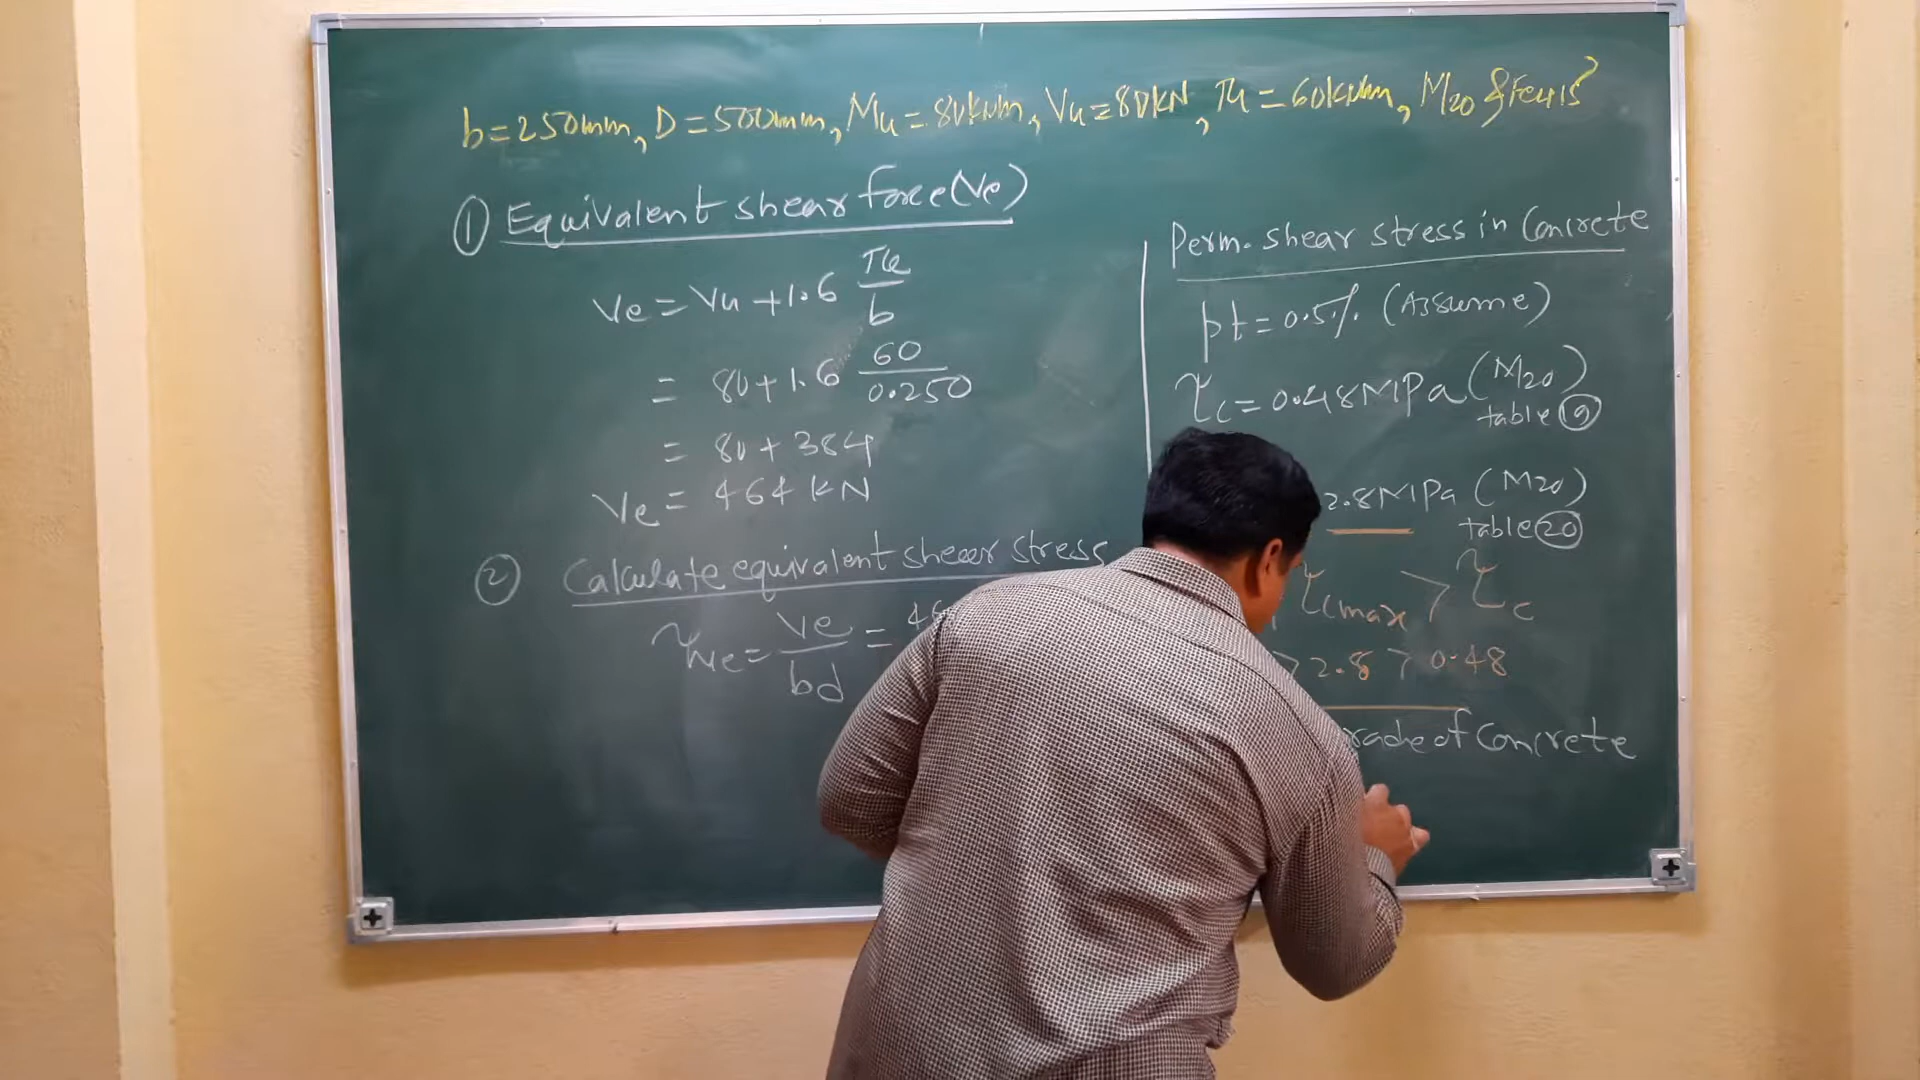 b=250mm, D=500mm, Mu=80kNm, Vu=80kN, Tu=60kNm, M20 & Fe415?
① Equivalent shear force (Ve)
Ve = Vu + 1.6 Tu/b
= 80 + 1.6 60/0.250
= 80 + 384
Ve = 464 kN
② Calculate equivalent shear stress
τve = Ve/bd =
Perm. shear stress in Concrete
pt = 0.5% (Assume)
τc = 0.48MPa (M20)
table ⑲
2.8MPa (M20)
table ⑳
τcmax > τc
> 2.8 > 0.48
of Concrete